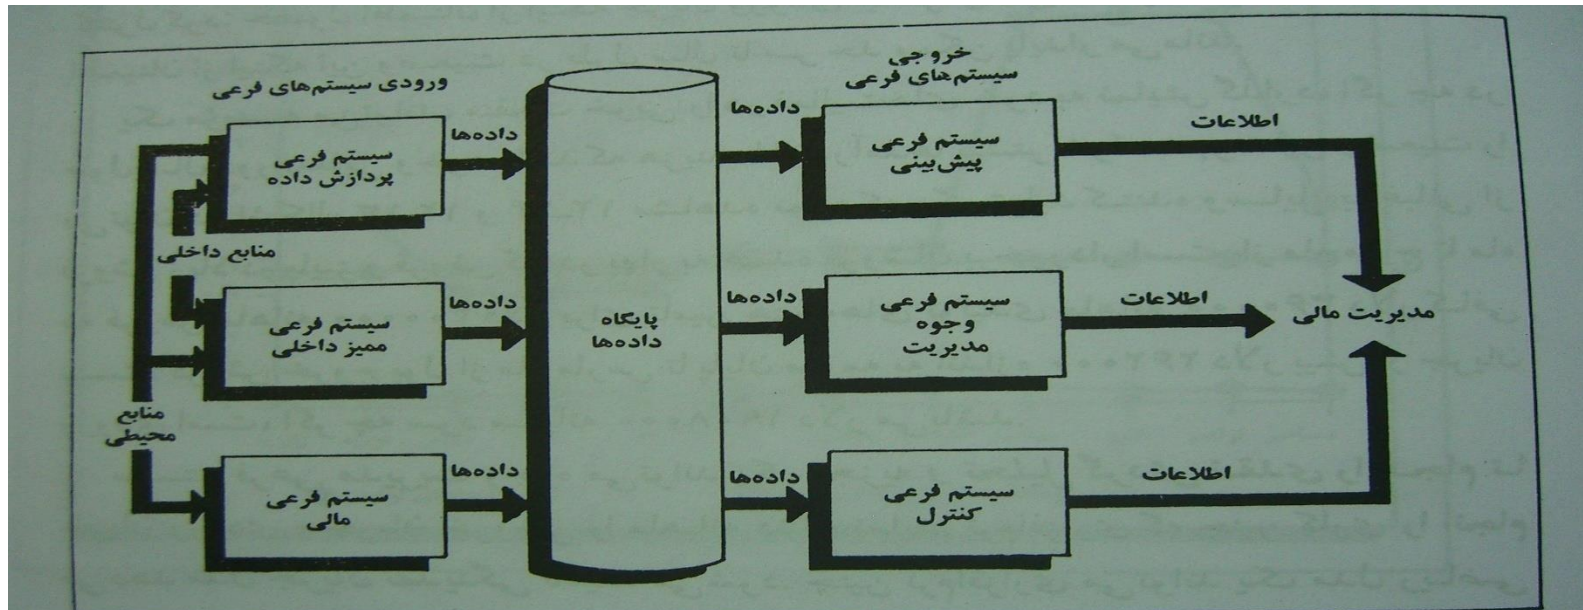 ورودی سیستم‌های فرعی
خروجی
سیستم‌های فرعی
سیستم فرعی
پردازش داده
داده‌ها
داده‌ها
سیستم فرعی
پیش‌بینی
اطلاعات
منابع داخلی
سیستم فرعی
ممیز داخلی
داده‌ها
پایگاه
داده‌ها
داده‌ها
سیستم فرعی
وجوه
مدیریت
اطلاعات
مدیریت مالی
منابع
محیطی
سیستم فرعی
مالی
داده‌ها
داده‌ها
سیستم فرعی
کنترل
اطلاعات